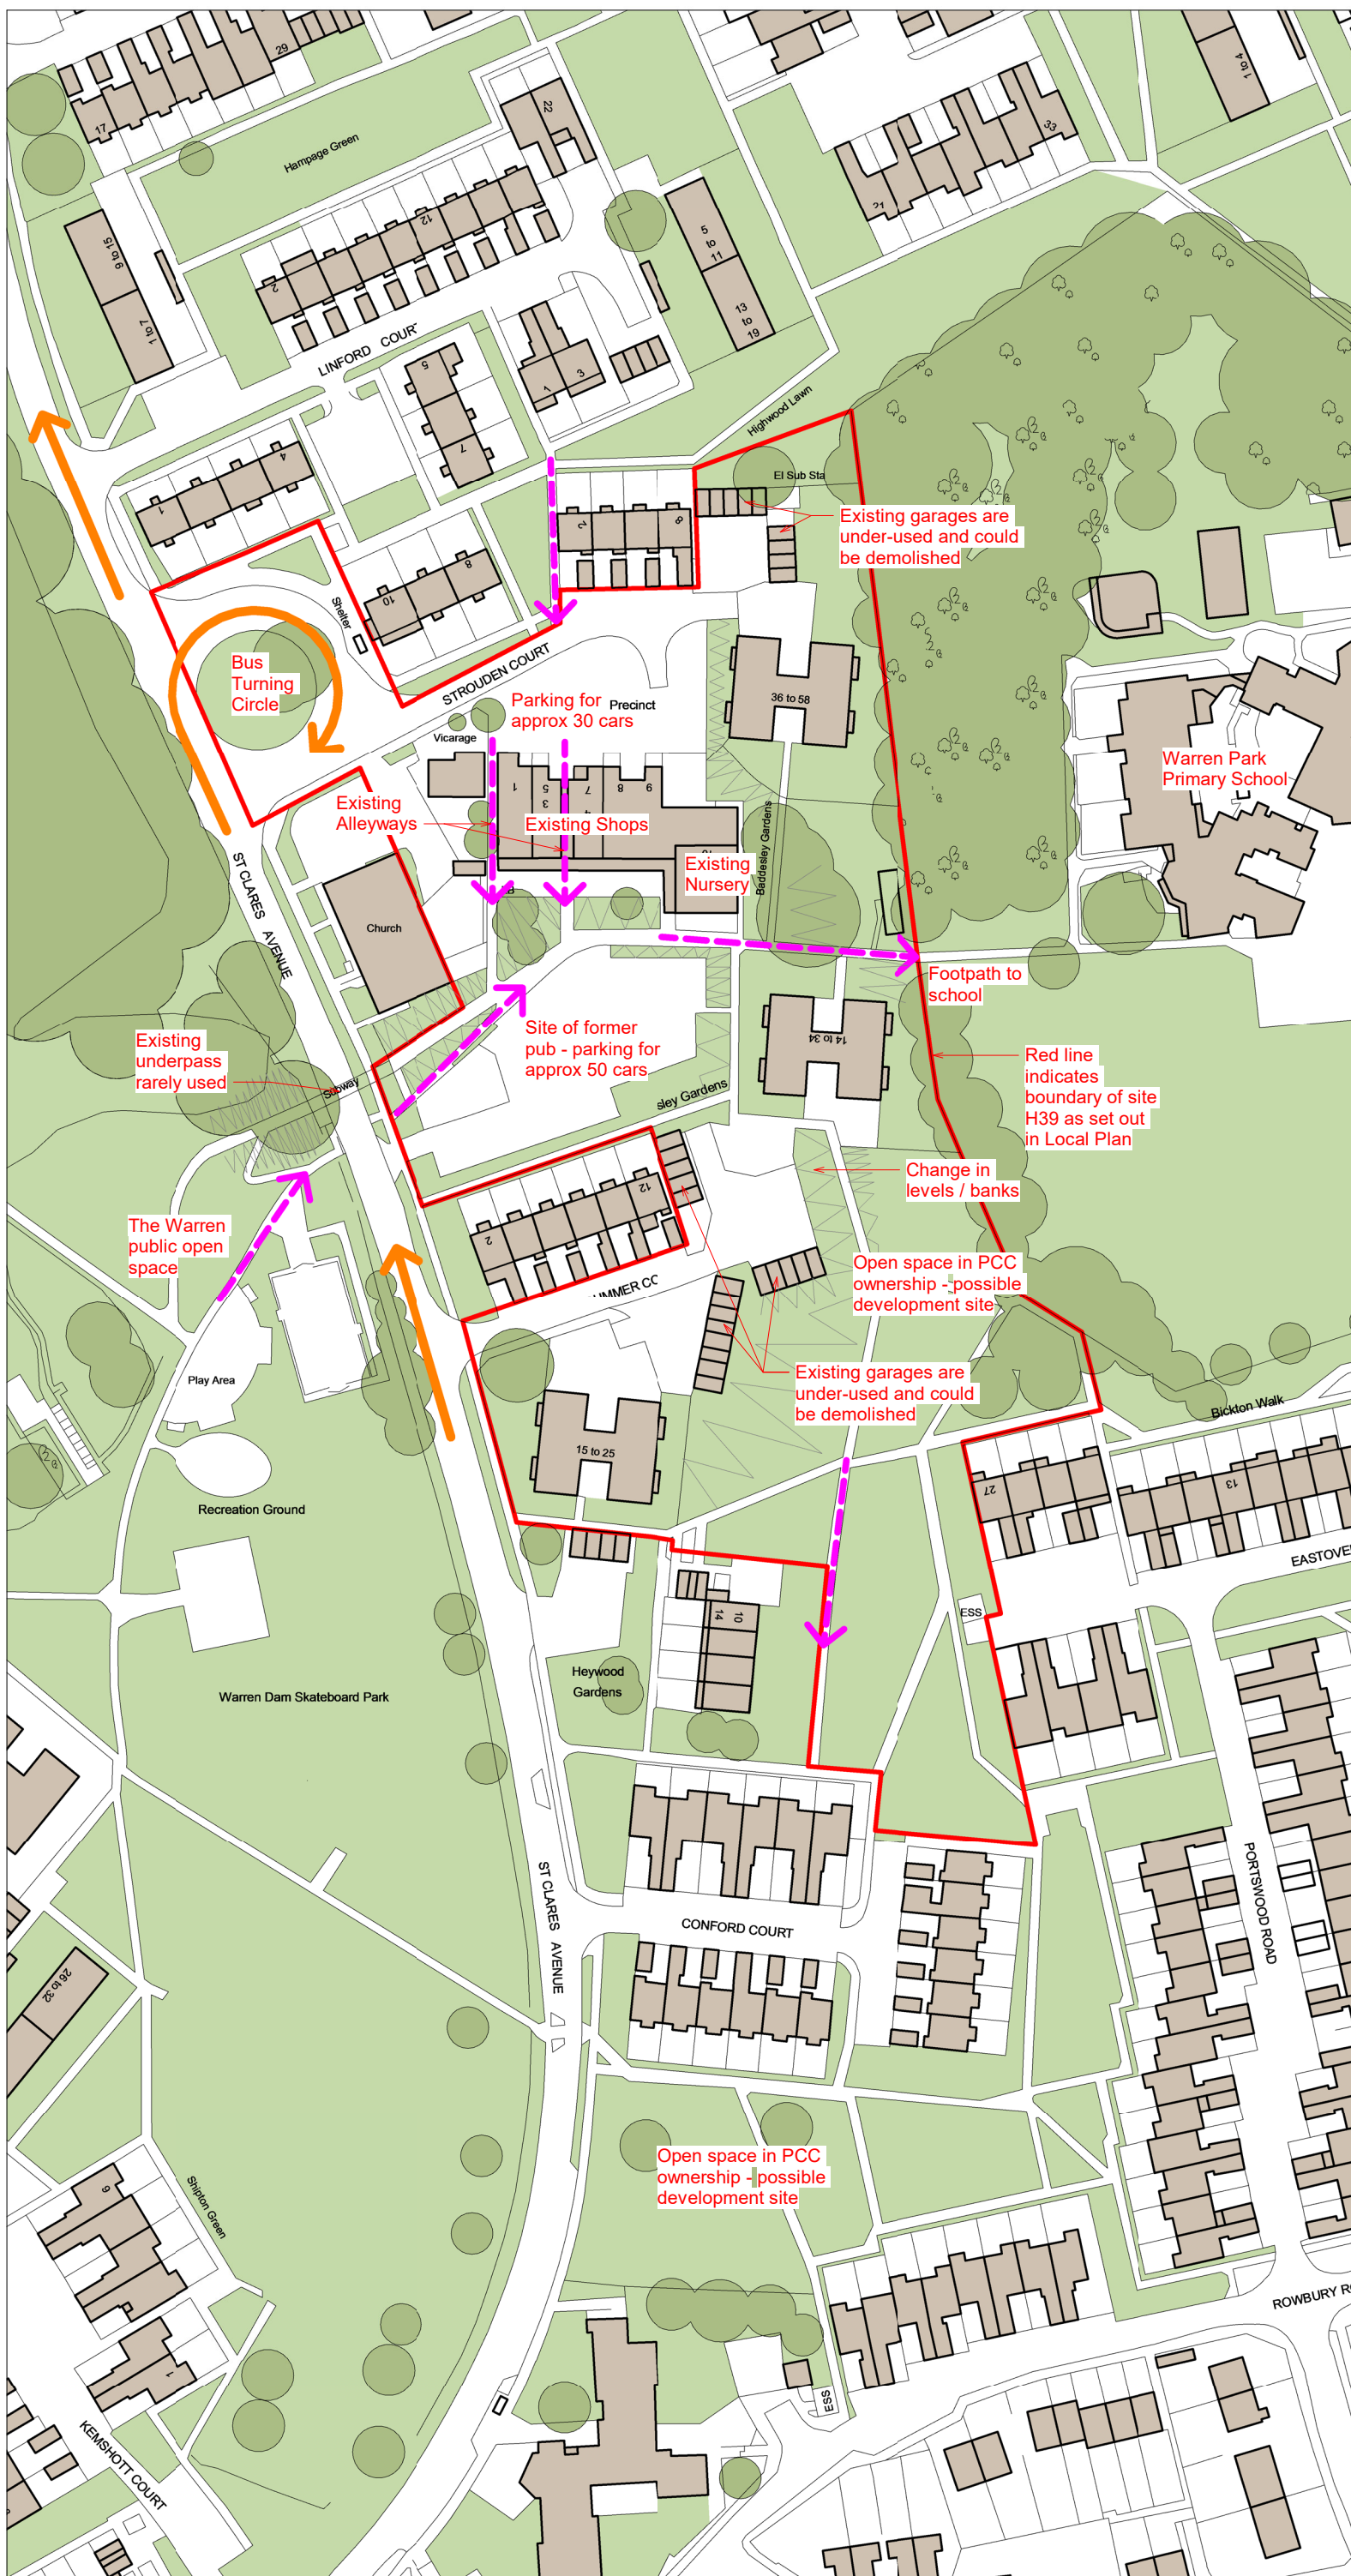 29
17
22
Hampage Green
33
21
1 to 4
12
2
9 to 15
1 to 7
5
to
11
13
to
19
LINFORD COURT
5
7
1
3
Highwood Lawn
El Sub Sta
4
1
2
8
Existing garages are
under-used and could
be demolished
Shelter
10
8
Bus
Turning
Circle
STROUDEN COURT
Parking for
approx 30 cars
Precinct
36 to 58
Vicarage
Warren Park
Primary School
Existing
Alleyways
1
5
3
7
8
9
Existing Shops
Existing
Nursery
Baddesley Gardens
ST CLARES AVENUE
Church
Footpath to
school
Existing
underpass
rarely used
Subway
Site of former
pub - parking for
approx 50 cars
14 to 34
Red line
indicates
boundary of site
H39 as set out
in Local Plan
sley Gardens
Change in
levels / banks
12
2
The Warren
public open
space
UMMER CO
Open space in PCC
ownership - possible
development site
Play Area
Existing garages are
under-used and could
be demolished
Bickton Walk
15 to 25
27
13
Recreation Ground
EASTOVE
ESS
14
10
Heywood
Gardens
Warren Dam Skateboard Park
ST CLARES AVENUE
CONFORD COURT
PORTSWOOD ROAD
26 to 32
Open space in PCC
ownership - possible
development site
Shipton Green
9
1
ROWBURY R
ESS
KEMSHOTT COURT